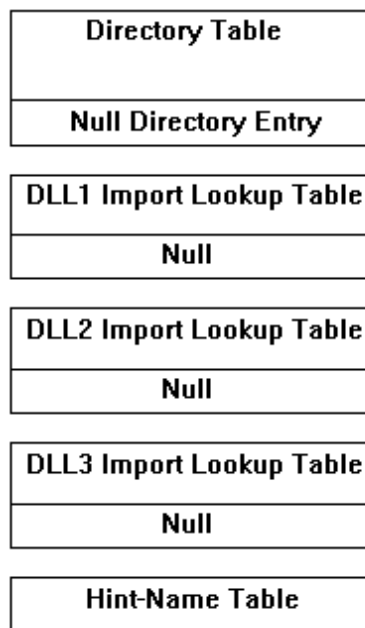 Directory Table
Null Directory Entry
DLL1 Import Lookup Table
Null
DLL2 Import Lookup Table
Null
DLL3 Import Lookup Table
Null
Hint-Name Table